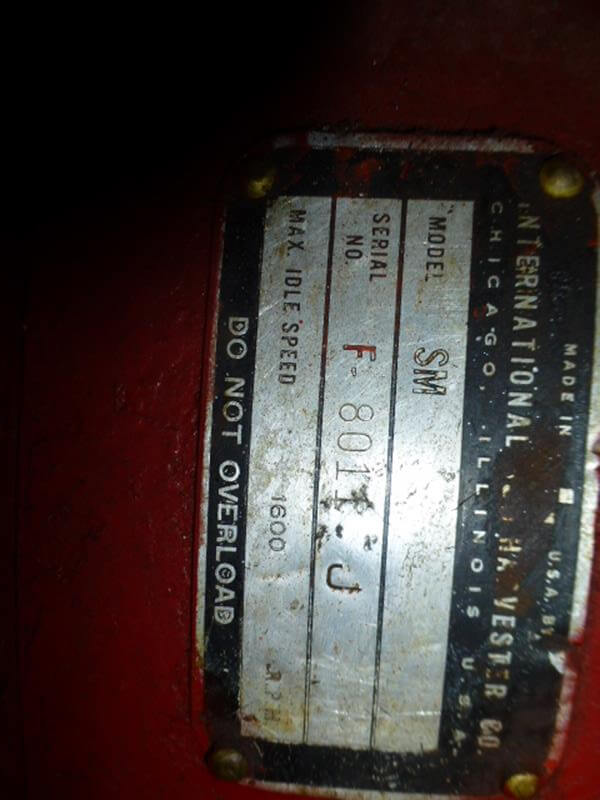 MADE IN U.S.A. BY
INTERNATIONAL HARVESTER CO.
CHICAGO, ILLINOIS U.S.A.
MODEL SM
SERIAL NO. F- J
MAX. IDLE SPEED 1600 R.P.M.
DO NOT OVERLOAD